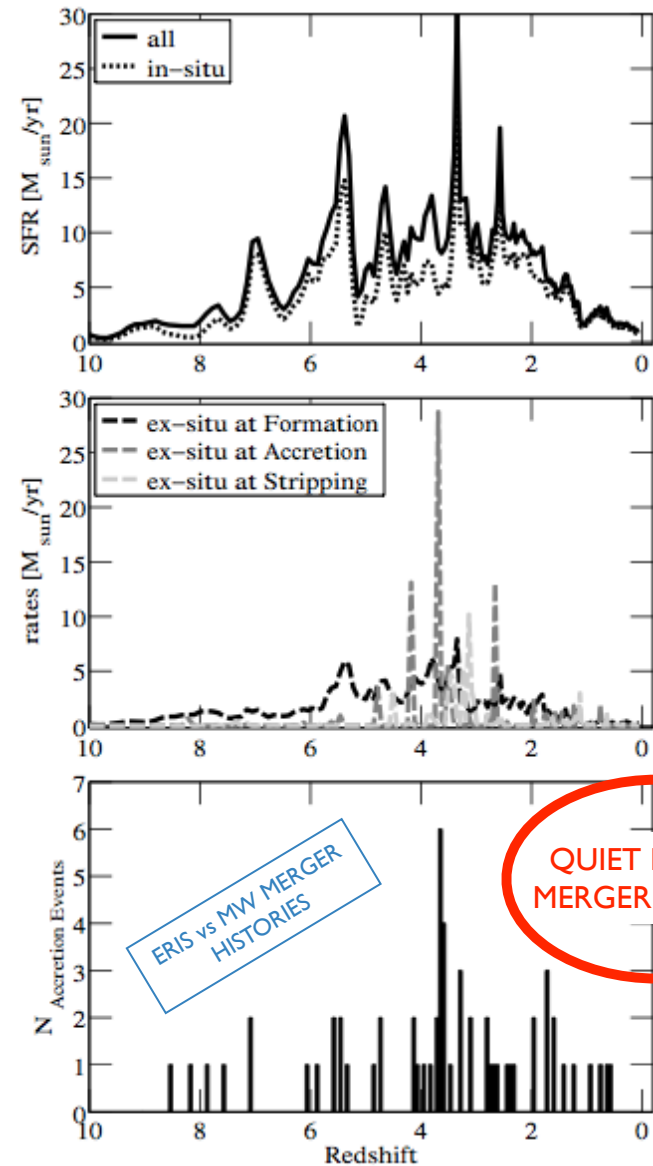 30
25
20
15
10
5
0
SFR [M sun/yr]
all
in-situ
10 8 6 4 2 0
30
25
20
15
10
5
0
rates [M sun/yr]
ex-situ at Formation
ex-situ at Accretion
ex-situ at Stripping
10 8 6 4 2 0
7
6
5
4
3
2
1
0
N Accretion Events
ERIS vs MW MERGER
HISTORIES
QUIET
MERGER
10 8 6 4 2 0
Redshift